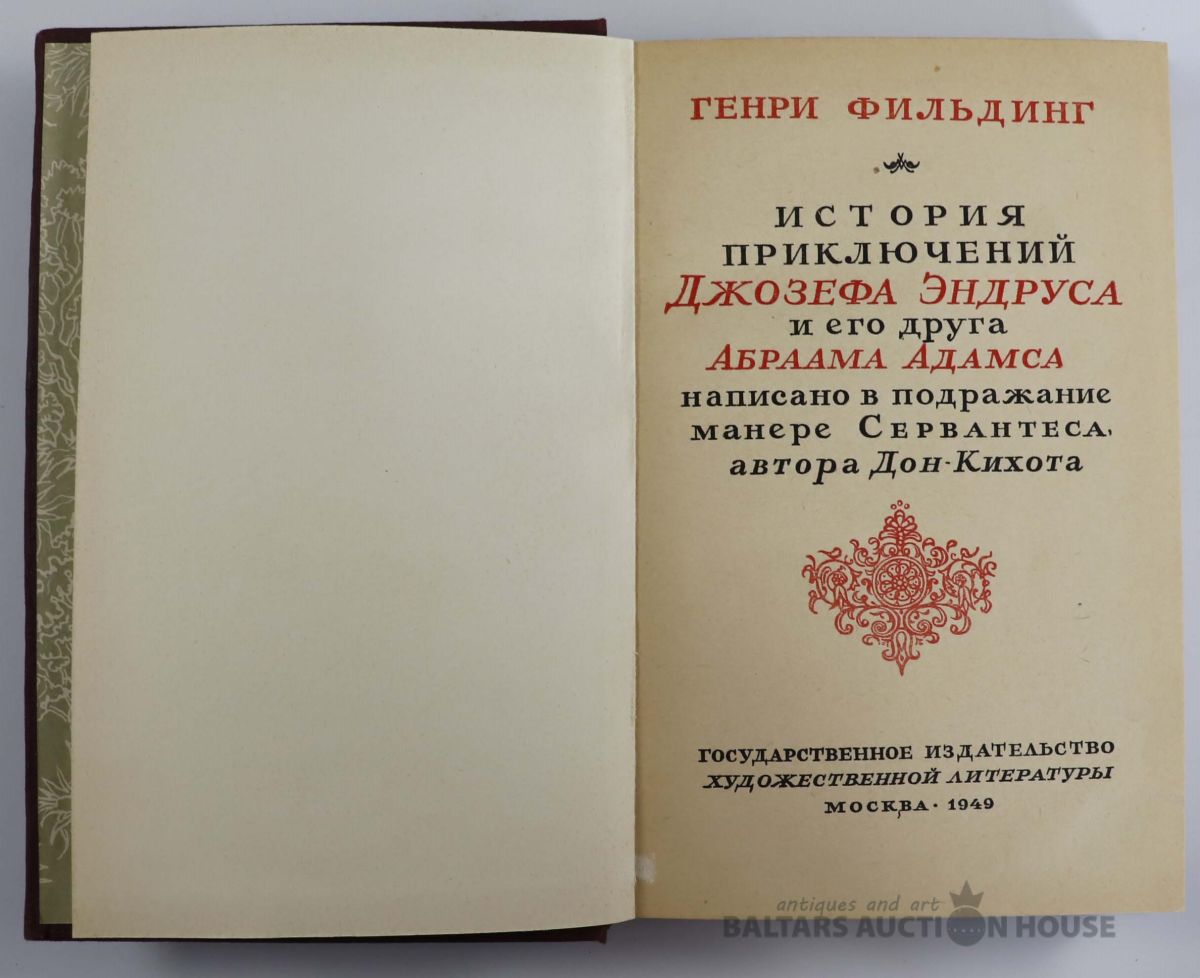 ГЕНРИ ФИЛЬДИНГ
ИСТОРИЯ
ПРИКЛЮЧЕНИЙ
ДЖОЗЕФА ЭНДРУСА
и его друга
АБРААМА АДАМСА
написано в подражание
манере СЕРВАНТЕСА,
автора Дон-Кихота
ГОСУДАРСТВЕННОЕ ИЗДАТЕЛЬСТВО
ХУДОЖЕСТВЕННОЙ ЛИТЕРАТУРЫ
МОСКВА · 1949
antiques and art
BALTARS AUCTION HOUSE